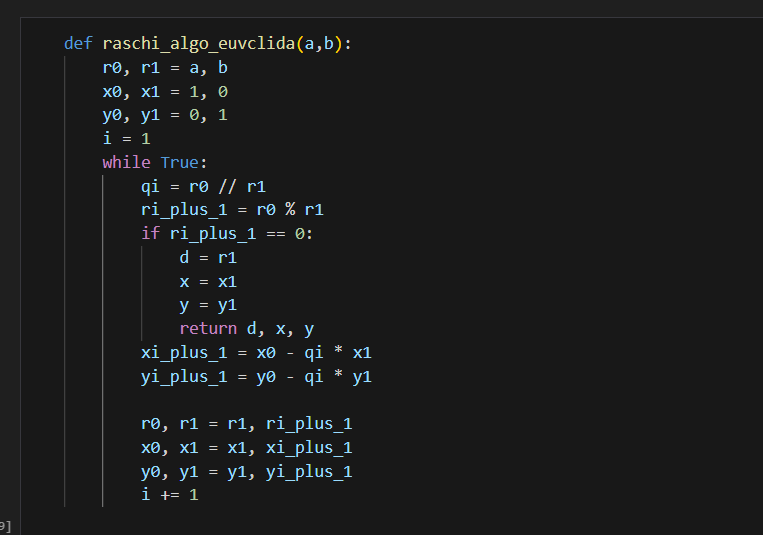 def raschi_algo_euvclida(a,b):
    r0, r1 = a, b
    x0, x1 = 1, 0
    y0, y1 = 0, 1
    i = 1
    while True:
        qi = r0 // r1
        ri_plus_1 = r0 % r1
        if ri_plus_1 == 0:
            d = r1
            x = x1
            y = y1
            return d, x, y
        xi_plus_1 = x0 - qi * x1
        yi_plus_1 = y0 - qi * y1

        r0, r1 = r1, ri_plus_1
        x0, x1 = x1, xi_plus_1
        y0, y1 = y1, yi_plus_1
        i += 1